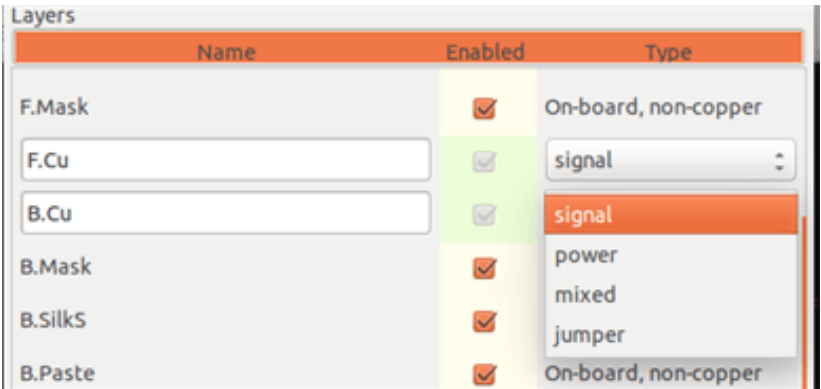 Layers
Name Enabled Type
F.Mask On-board, non-copper
F.Cu signal
B.Cu signal
power
B.Mask
mixed
B.SilkS
jumper
B.Paste On-board, non-copper